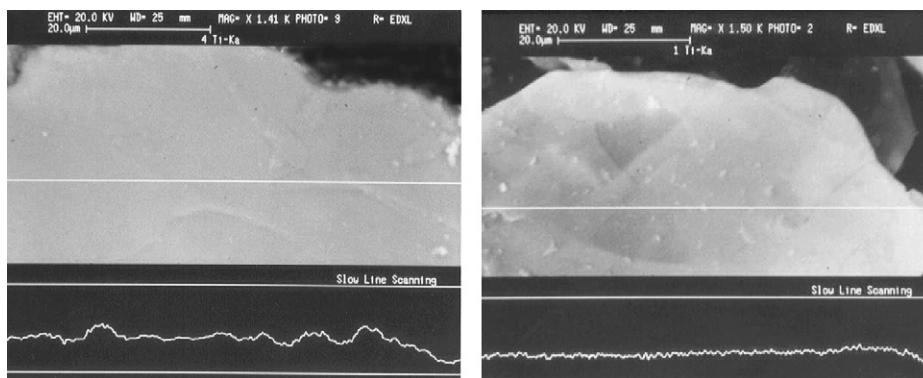 EHT= 20.0 KV WD= 25 mm MAG= X 1.41 K PHOTO= 9 R= EDXL
20.0µm
4 Ti-Ka
Slow Line Scanning
EHT= 20.0 KV WD= 25 mm MAG= X 1.50 K PHOTO= 2 R= EDXL
20.0µm
1 Ti-Ka
Slow Line Scanning